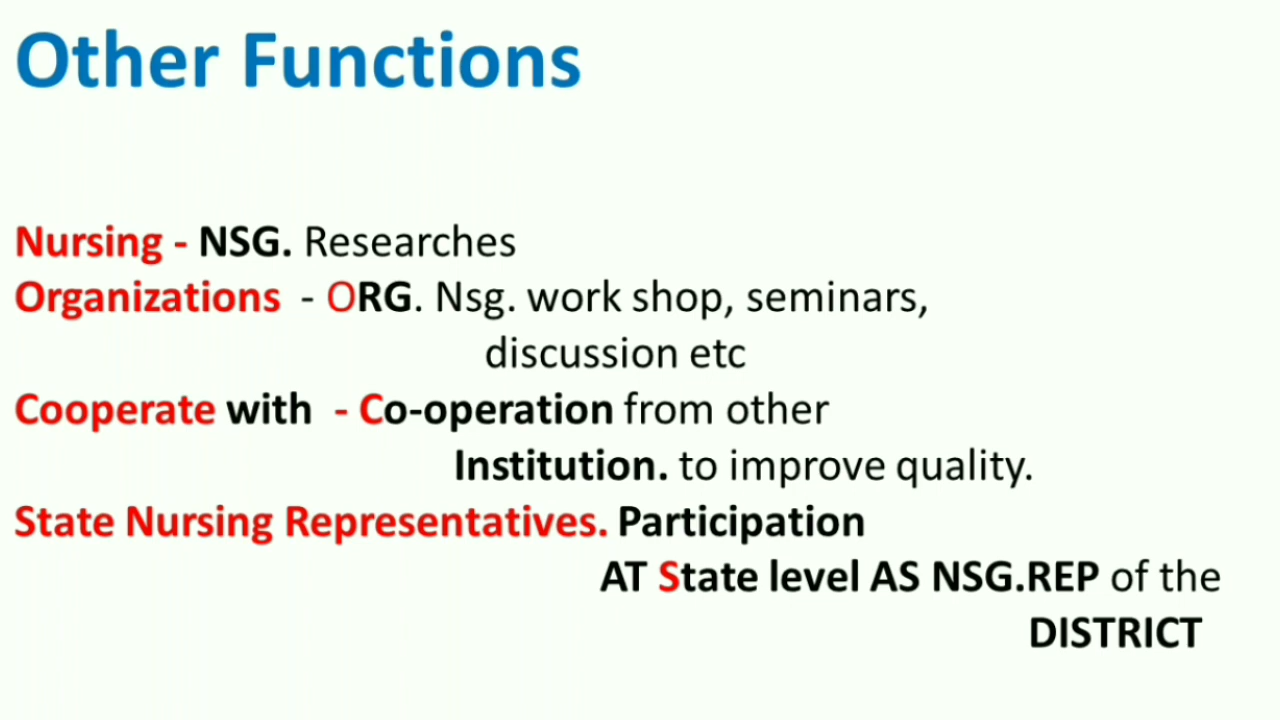 Other Functions
Nursing - NSG. Researches
Organizations - ORG. Nsg. work shop, seminars,
discussion etc
Cooperate with - Co-operation from other
Institution. to improve quality.
State Nursing Representatives. Participation
AT State level AS NSG.REP of the
DISTRICT